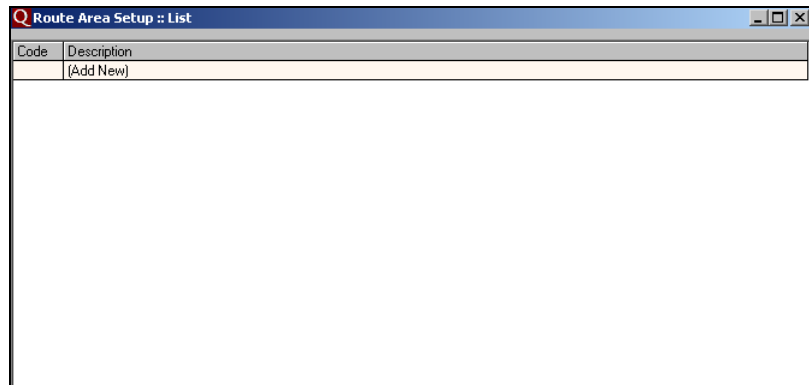 Q Route Area Setup :: List
Code Description
(Add New)